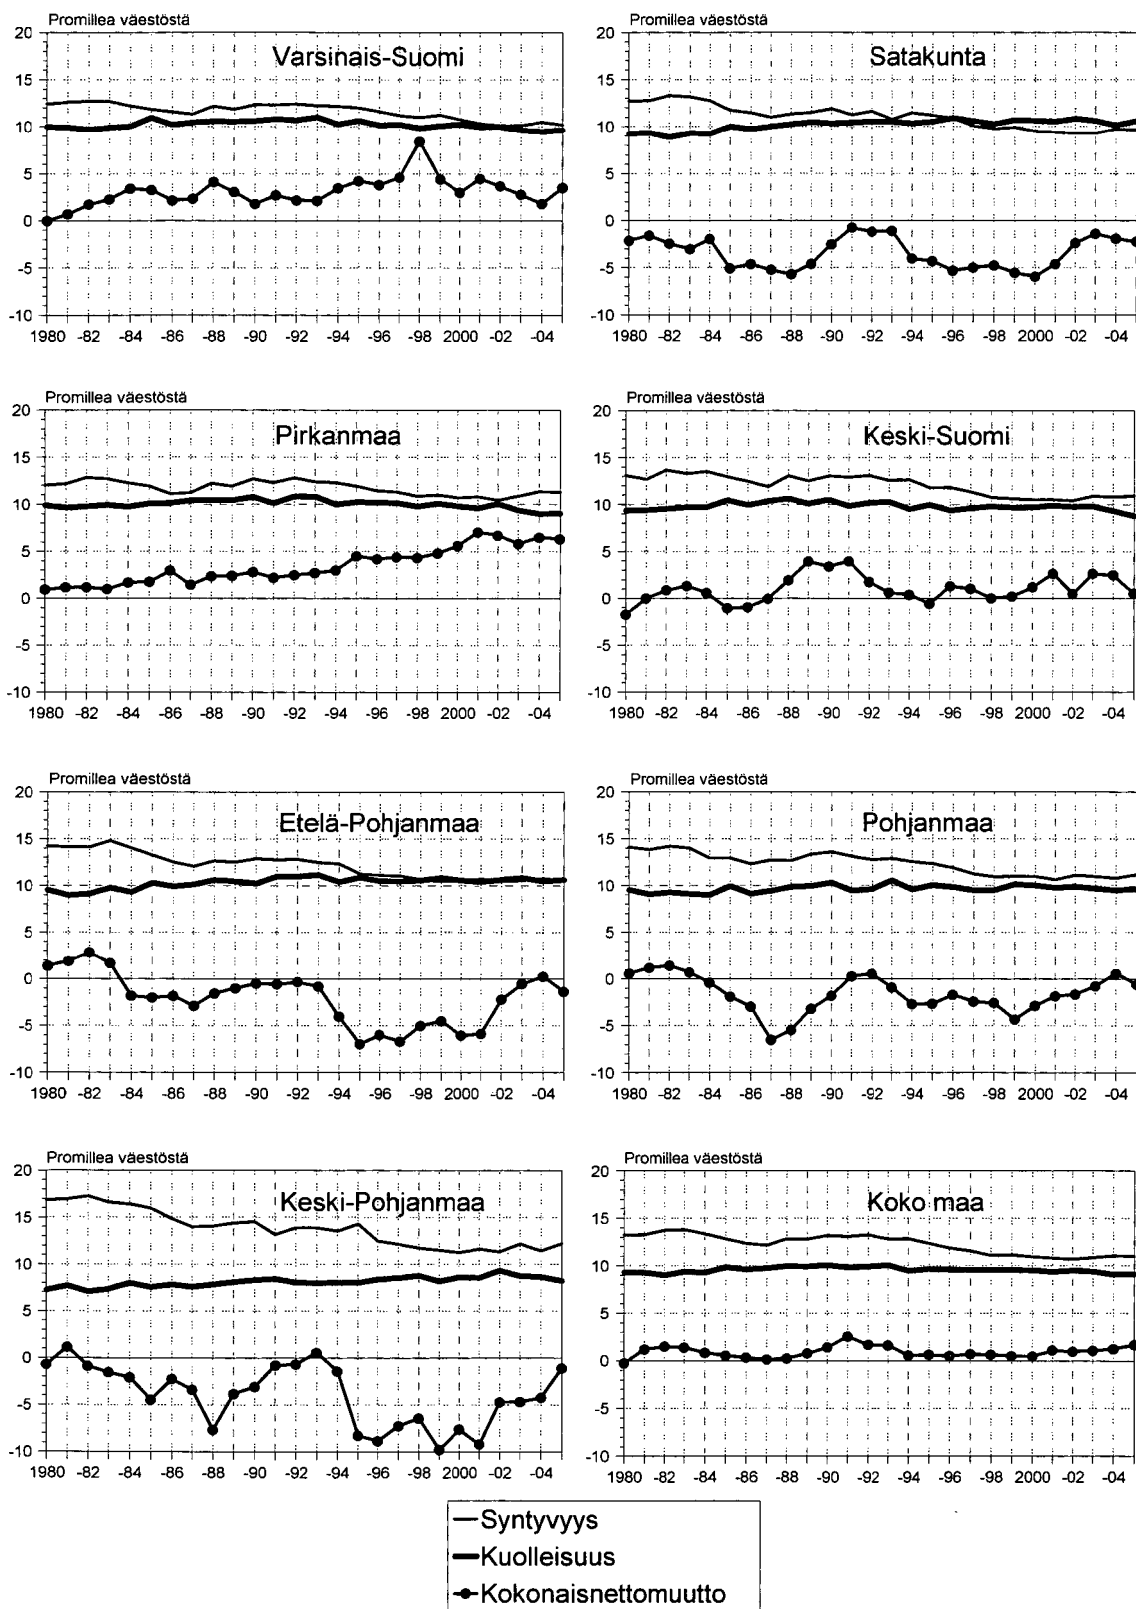 Promillea väestöstä
Varsinais-Suomi
20
15
10
5
0
-5
-10
1980 -82 -84 -86 -88 -90 -92 -94 -96 -98 2000 -02 -04
Promillea väestöstä
Satakunta
20
15
10
5
0
-5
-10
1980 -82 -84 -86 -88 -90 -92 -94 -96 -98 2000 -02 -04
Promillea väestöstä
Pirkanmaa
20
15
10
5
0
-5
-10
1980 -82 -84 -86 -88 -90 -92 -94 -96 -98 2000 -02 -04
Promillea väestöstä
Keski-Suomi
20
15
10
5
0
-5
-10
1980 -82 -84 -86 -88 -90 -92 -94 -96 -98 2000 -02 -04
Promillea väestöstä
Etelä-Pohjanmaa
20
15
10
5
0
-5
-10
1980 -82 -84 -86 -88 -90 -92 -94 -96 -98 2000 -02 -04
Promillea väestöstä
Pohjanmaa
20
15
10
5
0
-5
-10
1980 -82 -84 -86 -88 -90 -92 -94 -96 -98 2000 -02 -04
Promillea väestöstä
Keski-Pohjanmaa
20
15
10
5
0
-5
-10
1980 -82 -84 -86 -88 -90 -92 -94 -96 -98 2000 -02 -04
Promillea väestöstä
Koko maa
20
15
10
5
0
-5
-10
1980 -82 -84 -86 -88 -90 -92 -94 -96 -98 2000 -02 -04
Syntyvyys
Kuolleisuus
Kokonaisnettomuutto